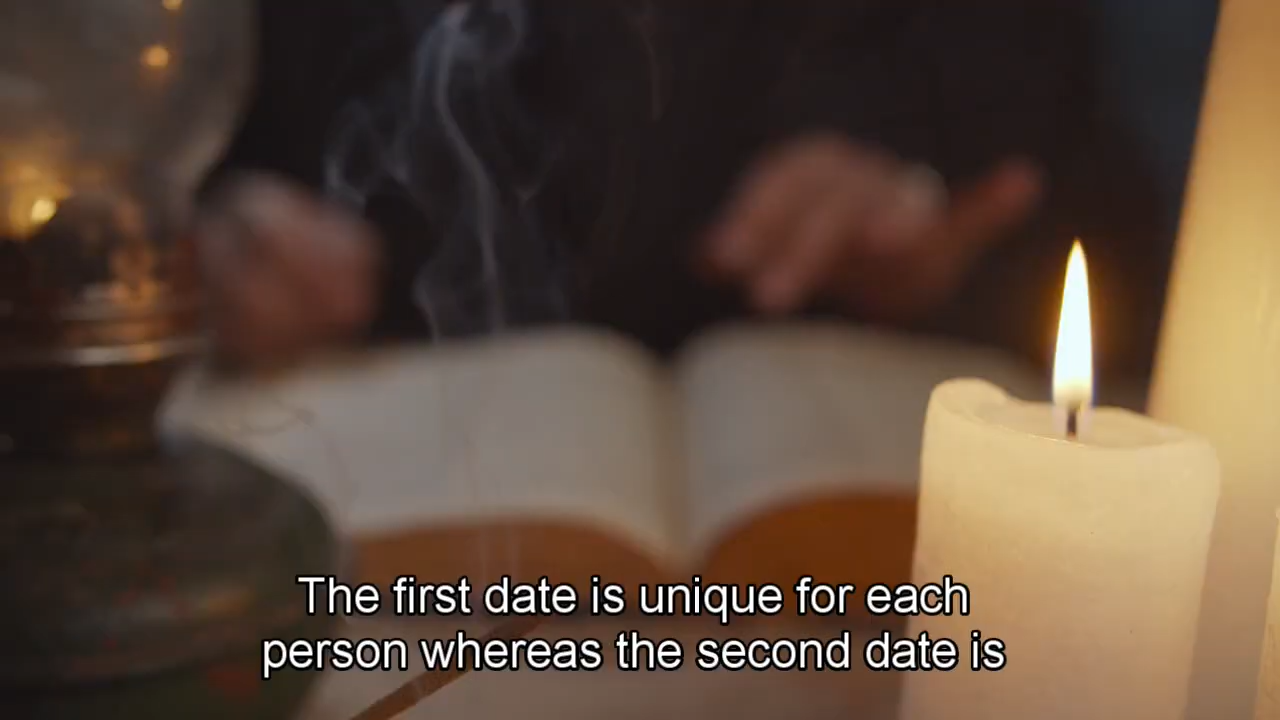 The first date is unique for each
person whereas the second date is